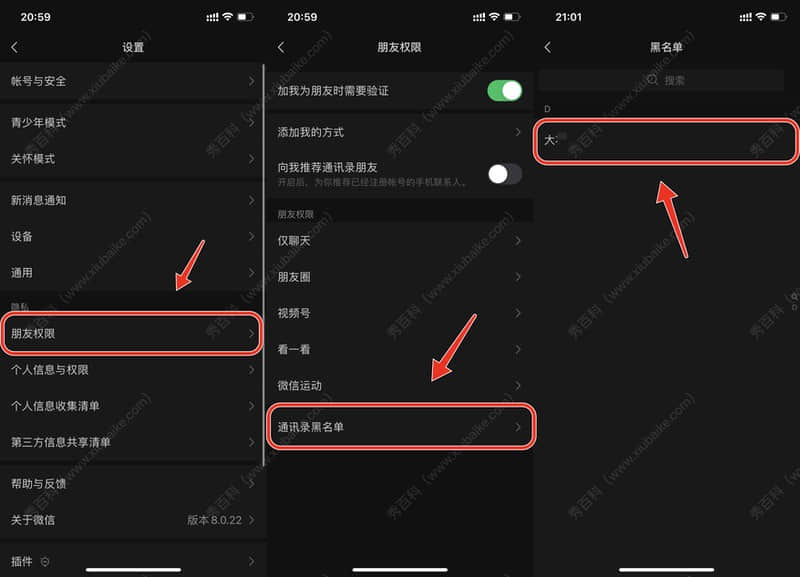 20:59
设置
帐号与安全
青少年模式
关怀模式
新消息通知
设备
通用
隐私
朋友权限
个人信息与权限
个人信息收集清单
第三方信息共享清单
帮助与反馈
关于微信
版本 8.0.22
插件
20:59
朋友权限
加我为朋友时需要验证
添加我的方式
向我推荐通讯录朋友
开启后，为你推荐已经注册帐号的手机联系人。
朋友权限
仅聊天
朋友圈
视频号
看一看
微信运动
通讯录黑名单
21:01
黑名单
搜索
D
大
秀百科（www.xiubaike.com）